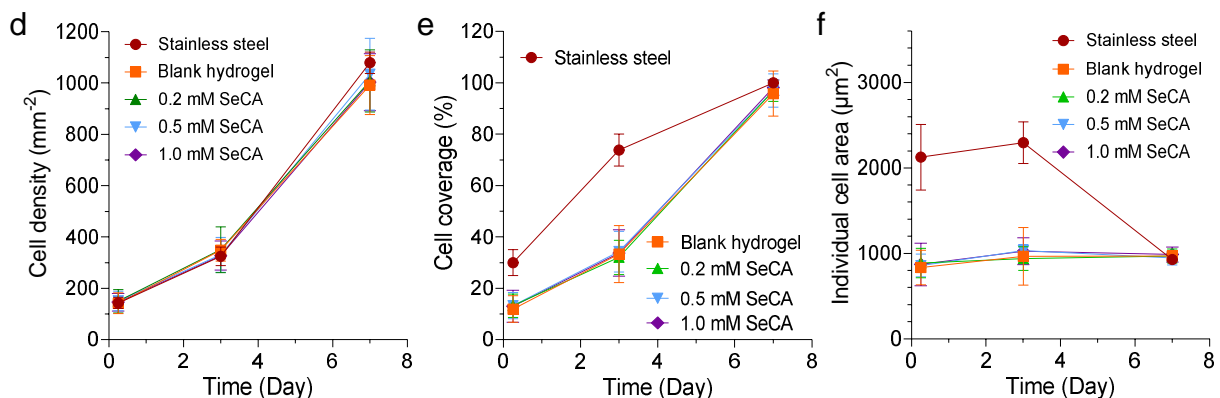 d
Cell density (mm-2)
1200
1000
800
600
400
200
0
Stainless steel
Blank hydrogel
0.2 mM SeCA
0.5 mM SeCA
1.0 mM SeCA
0 2 4 6 8
Time (Day)
e
Cell coverage (%)
120
100
80
60
40
20
0
Stainless steel
Blank hydrogel
0.2 mM SeCA
0.5 mM SeCA
1.0 mM SeCA
0 2 4 6 8
Time (Day)
f
Individual cell area (µm2)
3000
2000
1000
0
Stainless steel
Blank hydrogel
0.2 mM SeCA
0.5 mM SeCA
1.0 mM SeCA
0 2 4 6 8
Time (Day)